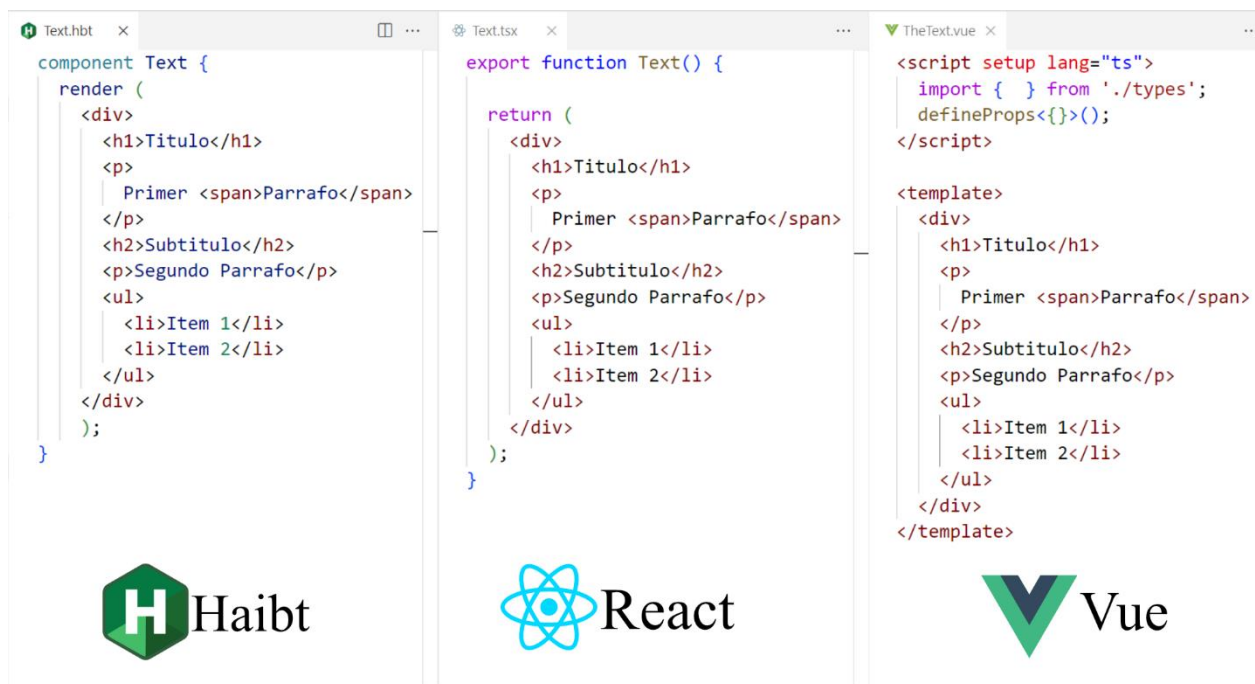 Text.hbt
component Text {
render (
<div>
<h1>Titulo</h1>
<p>
Primer <span>Parrafo</span>
</p>
<h2>Subtitulo</h2>
<p>Segundo Parrafo</p>
<ul>
<li>Item 1</li>
<li>Item 2</li>
</ul>
</div>
);
}
H Haibt
Text.tsx
export function Text() {
return (
<div>
<h1>Titulo</h1>
<p>
Primer <span>Parrafo</span>
</p>
<h2>Subtitulo</h2>
<p>Segundo Parrafo</p>
<ul>
<li>Item 1</li>
<li>Item 2</li>
</ul>
</div>
);
}
React
TheText.vue
<script setup lang="ts">
import {  } from './types';
defineProps<{}>();
</script>
<template>
<div>
<h1>Titulo</h1>
<p>
Primer <span>Parrafo</span>
</p>
<h2>Subtitulo</h2>
<p>Segundo Parrafo</p>
<ul>
<li>Item 1</li>
<li>Item 2</li>
</ul>
</div>
</template>
Vue